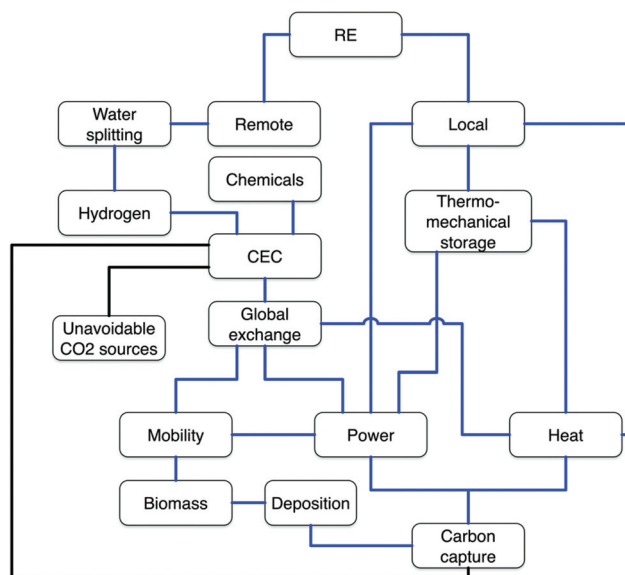 RE
Water
splitting
Remote
Local
Chemicals
Hydrogen
Thermo-
mechanical
storage
CEC
Global
exchange
Unavoidable
CO2 sources
Mobility
Power
Heat
Biomass
Deposition
Carbon
capture